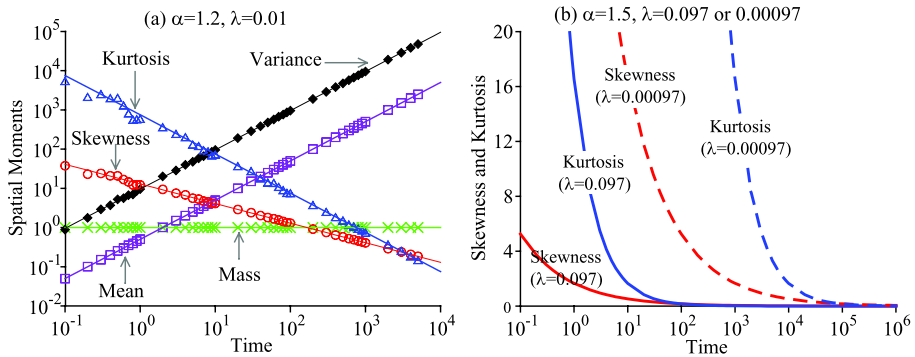 (a) α=1.2, λ=0.01
Spatial Moments
10^5
10^4
10^3
10^2
10^1
10^0
10^-1
10^-2
Kurtosis
Variance
Skewness
Mean
Mass
10^-1 10^0 10^1 10^2 10^3 10^4
Time
(b) α=1.5, λ=0.097 or 0.00097
Skewness and Kurtosis
20
16
12
8
4
0
Skewness
(λ=0.00097)
Kurtosis
(λ=0.00097)
Kurtosis
(λ=0.097)
Skewness
(λ=0.097)
10^-1 10^0 10^1 10^2 10^3 10^4 10^5 10^6
Time